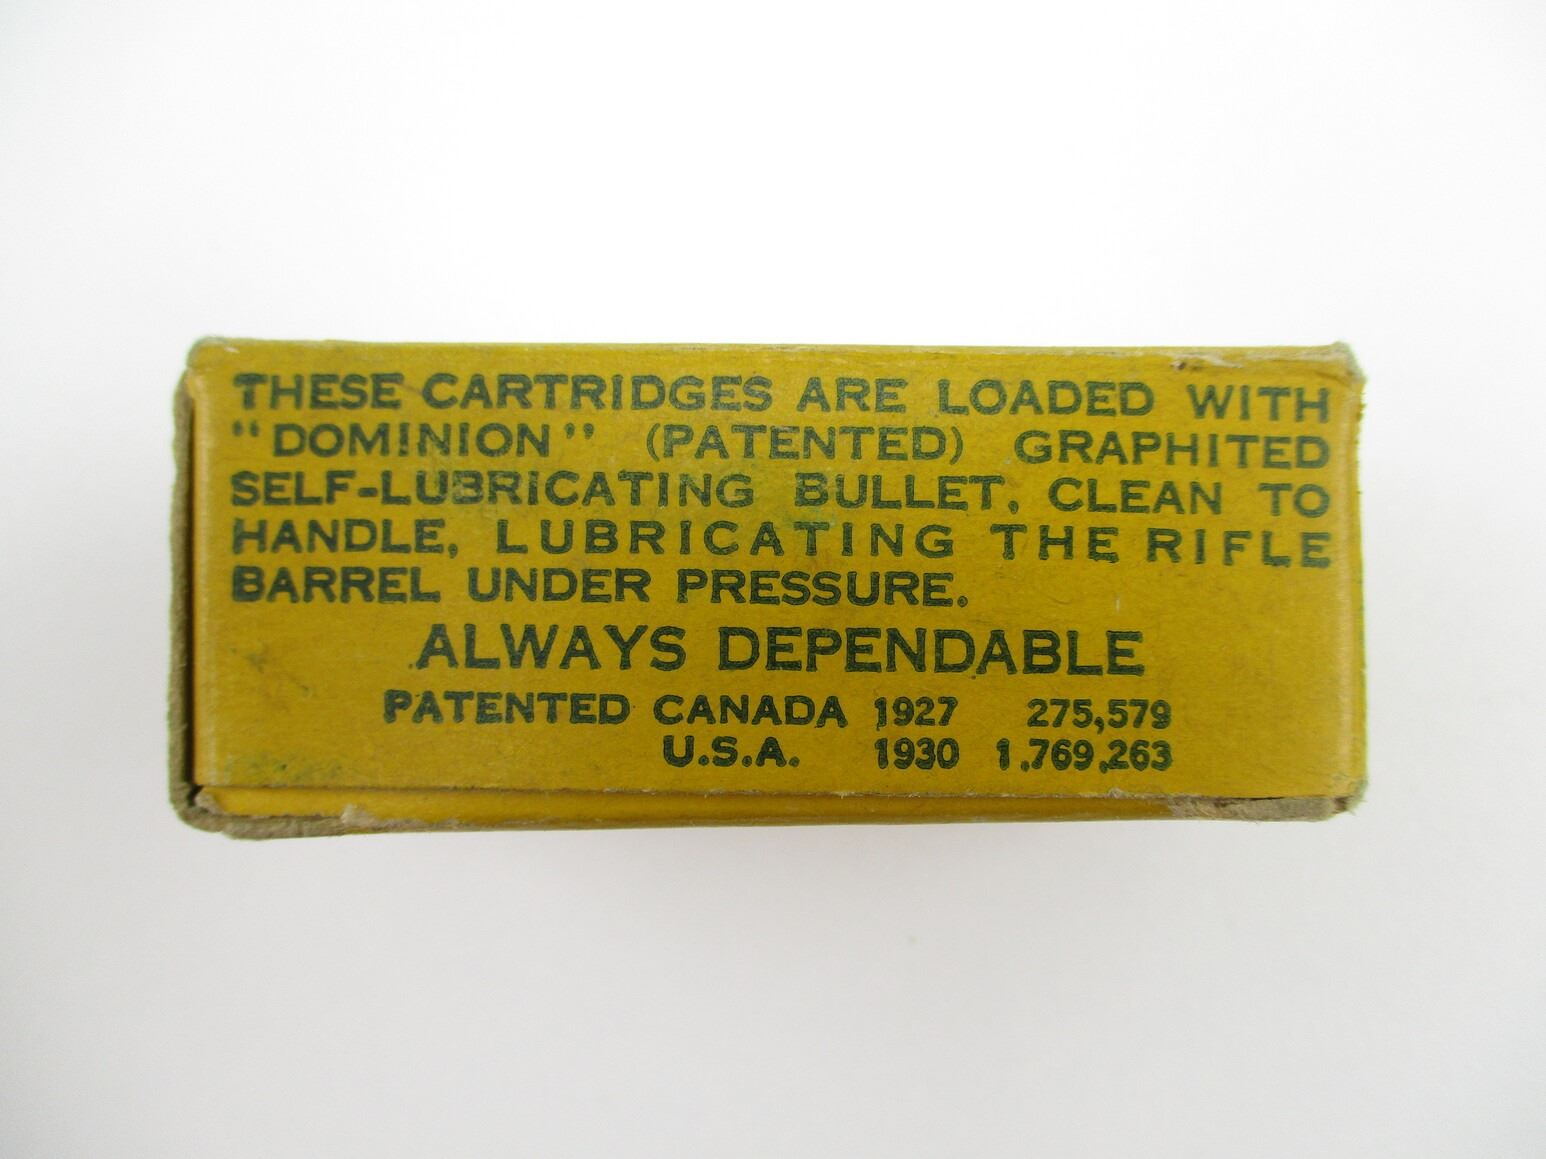 THESE CARTRIDGES ARE LOADED WITH
"DOMINION" (PATENTED) GRAPHITED
SELF-LUBRICATING BULLET, CLEAN TO
HANDLE, LUBRICATING THE RIFLE
BARREL UNDER PRESSURE.
ALWAYS DEPENDABLE
PATENTED CANADA 1927 275,579
U.S.A. 1930 1,769,263